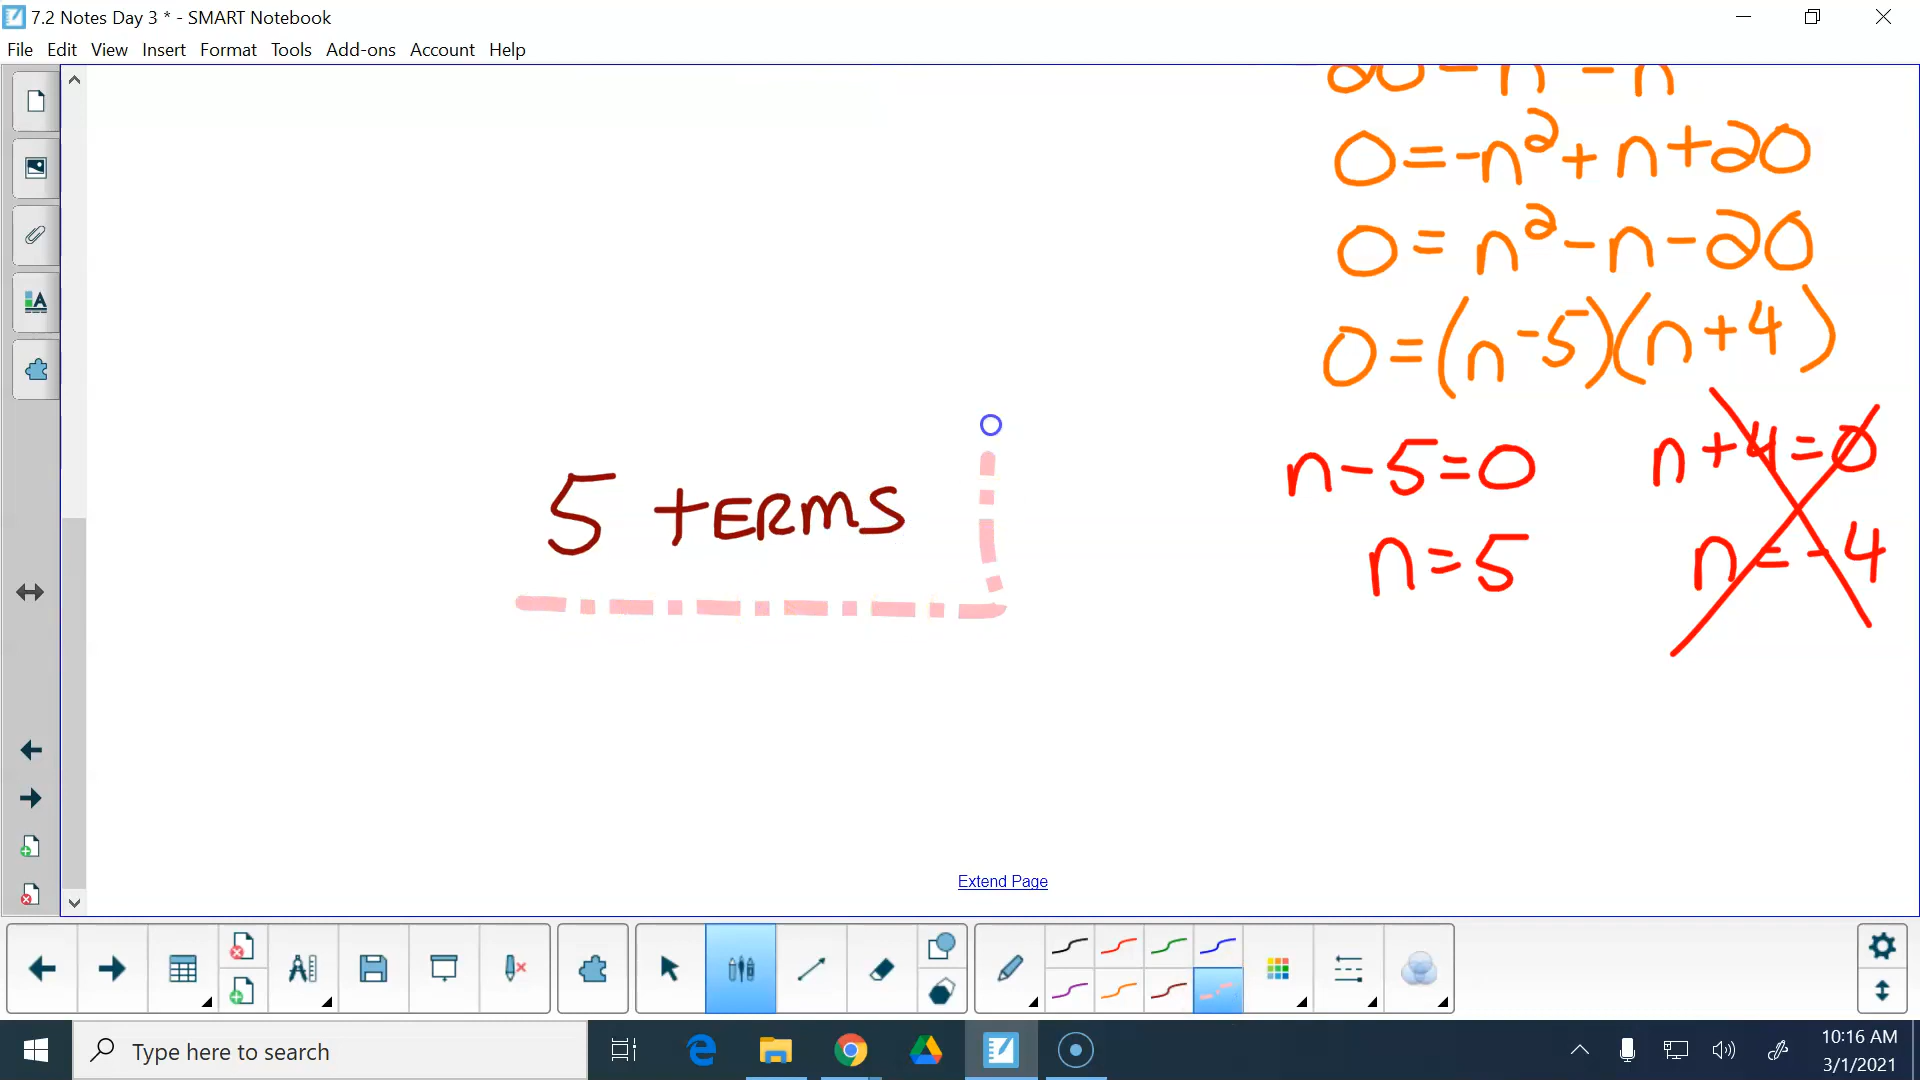 7.2 Notes Day 3 * - SMART Notebook
File Edit View Insert Format Tools Add-ons Account Help
0=-n²+n+20
0=n²-n-20
0=(n-5)(n+4)
n-5=0 n+4=0
n=5 n=-4
5 terms
Extend Page
Type here to search
10:16 AM
3/1/2021